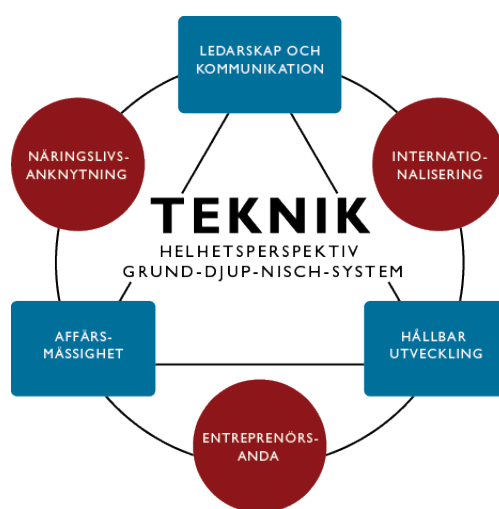 LEDARSKAP OCH
KOMMUNIKATION
NÄRINGSLIVS-
ANKNYTNING
INTERNATIO-
NALISERING
TEKNIK
HELHETSPERSPEKTIV
GRUND-DJUP-NISCH-SYSTEM
AFFÄRS-
MÄSSIGHET
HÅLLBAR
UTVECKLING
ENTREPRENÖRS-
ANDA